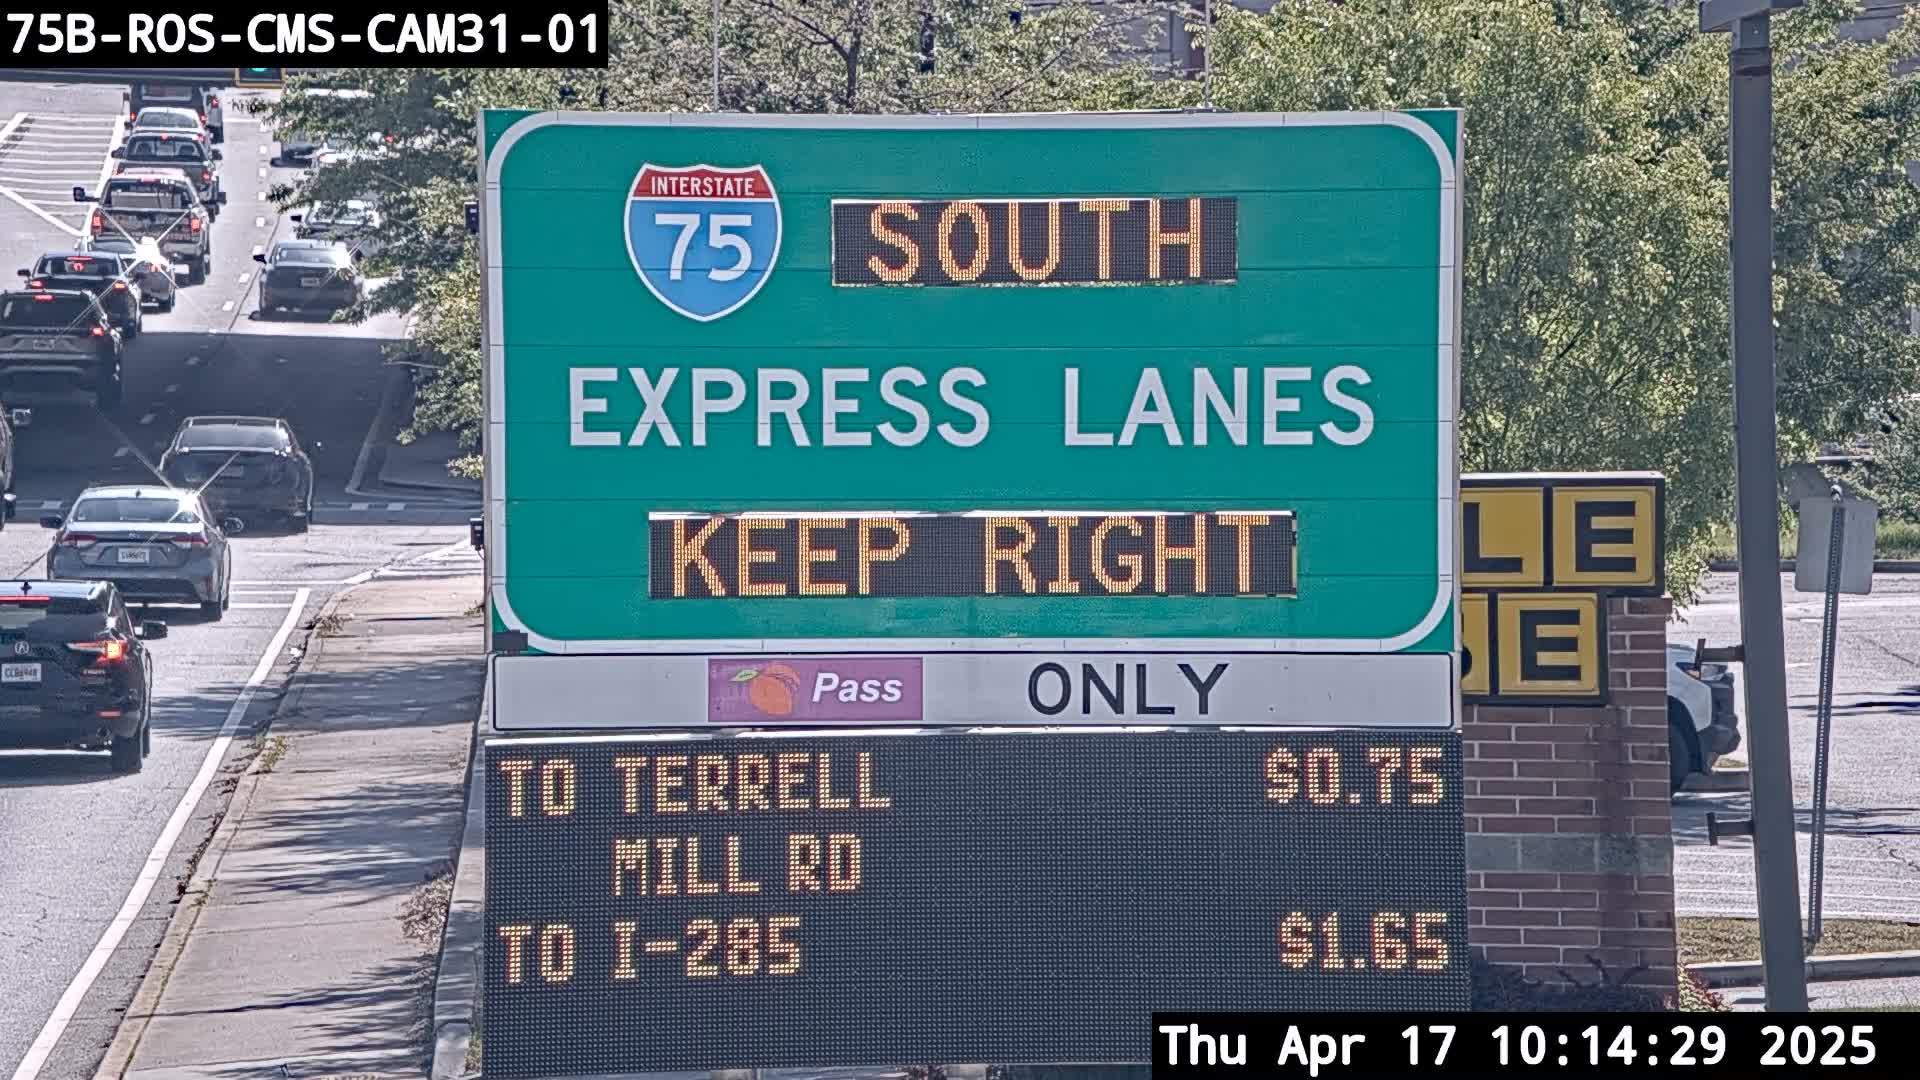 75B-ROS-CMS-CAM31-01
INTERSTATE
75
SOUTH
EXPRESS LANES
KEEP RIGHT
Pass ONLY
LE
E
TO TERRELL $0.75
MILL RD
TO I-285 $1.65
Thu Apr 17 10:14:29 2025